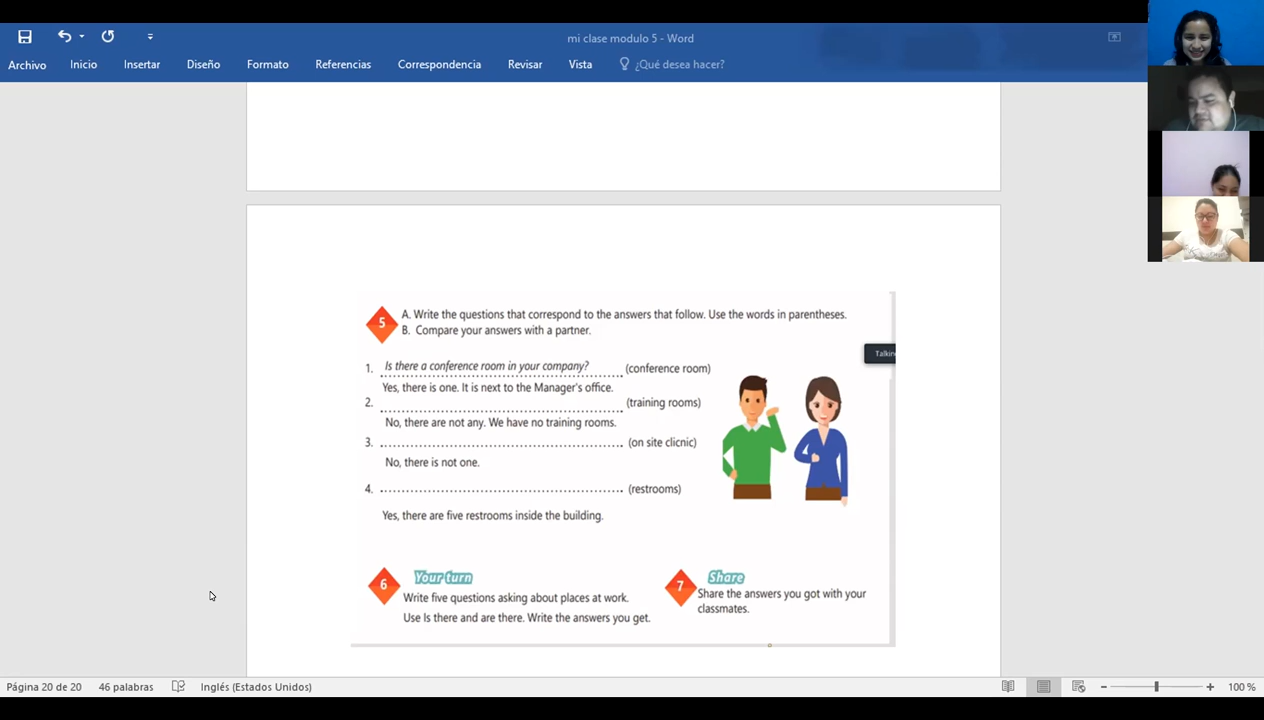 mi clase modulo 5 - Word
Archivo Inicio Insertar Diseño Formato Referencias Correspondencia Revisar Vista ¿Qué desea hacer?
5
A. Write the questions that correspond to the answers that follow. Use the words in parentheses.
B. Compare your answers with a partner.
1. Is there a conference room in your company? (conference room)
Yes, there is one. It is next to the Manager's office.
2. (training rooms)
No, there are not any. We have no training rooms.
3. (on site clicnic)
No, there is not one.
4. (restrooms)
Yes, there are five restrooms inside the building.
Talkin
6 Your turn
Write five questions asking about places at work.
Use Is there and are there. Write the answers you get.
7 Share
Share the answers you got with your
classmates.
Página 20 de 20 46 palabras Inglés (Estados Unidos) 100 %